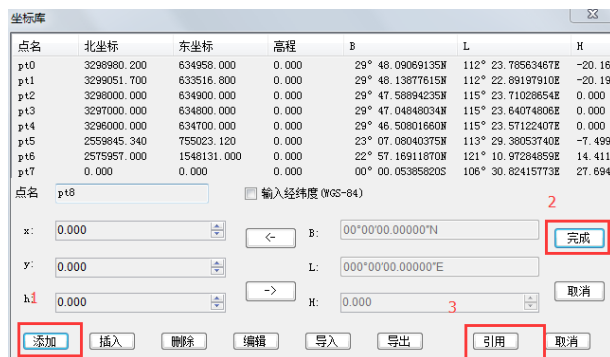 坐标库
点名 北坐标 东坐标 高程 B L H
pt0 3298980.200 634958.000 0.000 29° 48.09069135N 112° 23.78563467E -20.16
pt1 3299051.700 633516.800 0.000 29° 48.13877615N 112° 22.89197910E -20.19
pt2 3298000.000 634900.000 0.000 29° 47.58894235N 115° 23.71028654E 0.000
pt3 3297000.000 634800.000 0.000 29° 47.04848034N 115° 23.64074806E 0.000
pt4 3296000.000 634700.000 0.000 29° 46.50801660N 115° 23.57122407E 0.000
pt5 2559845.340 755023.120 0.000 23° 07.08040375N 113° 29.38053740E -7.499
pt6 2575957.000 1548131.000 0.000 22° 57.16911870N 121° 10.97284859E 14.411
pt7 0.000 0.000 0.000 00° 00.05385820S 106° 30.82415773E 27.694
点名 pt8 输入经纬度(WGS-84)
2
x: 0.000 <- B: 00°00'00.00000"N 完成
y: 0.000 L: 000°00'00.00000"E
1 h: 0.000 -> H: 0.000 取消
3
添加 插入 删除 编辑 导入 导出 引用 取消